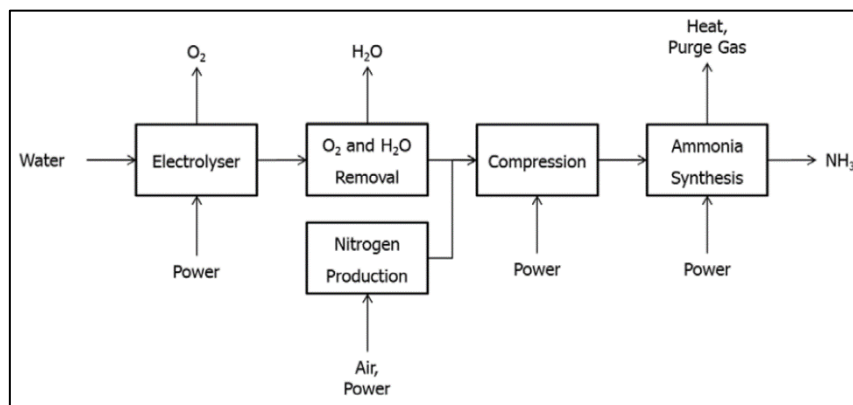 O₂
H₂O
Heat,
Purge Gas
Water
Electrolyser
O₂ and H₂O
Removal
Compression
Ammonia
Synthesis
NH₃
Nitrogen
Production
Power
Power
Power
Air,
Power